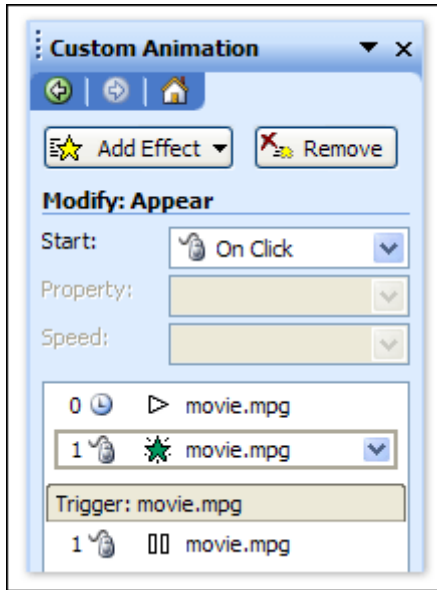 Custom Animation
Add Effect Remove
Modify: Appear
Start: On Click
Property:
Speed:
0 movie.mpg
1 movie.mpg
Trigger: movie.mpg
1 movie.mpg